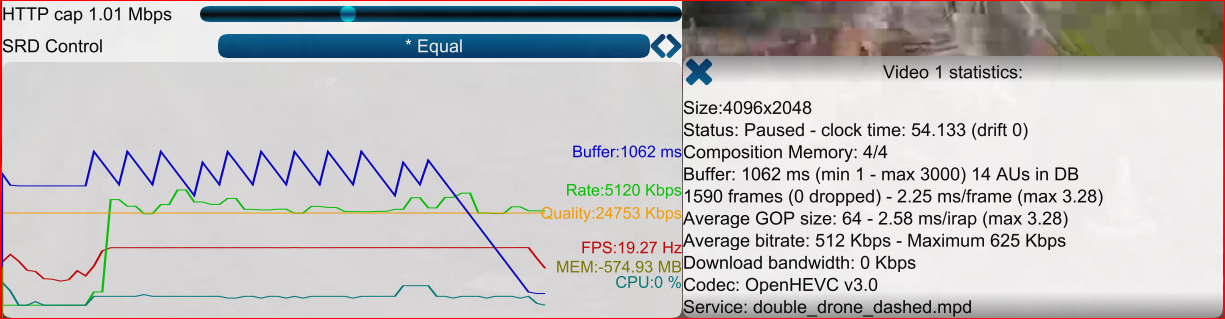 HTTP cap 1.01 Mbps
SRD Control
* Equal
Buffer:1062 ms
Rate:5120 Kbps
Quality:24753 Kbps
FPS:19.27 Hz
MEM:-574.93 MB
CPU:0 %
Video 1 statistics:
Size:4096x2048
Status: Paused - clock time: 54.133 (drift 0)
Composition Memory: 4/4
Buffer: 1062 ms (min 1 - max 3000) 14 AUs in DB
1590 frames (0 dropped) - 2.25 ms/frame (max 3.28)
Average GOP size: 64 - 2.58 ms/irap (max 3.28)
Average bitrate: 512 Kbps - Maximum 625 Kbps
Download bandwidth: 0 Kbps
Codec: OpenHEVC v3.0
Service: double_drone_dashed.mpd